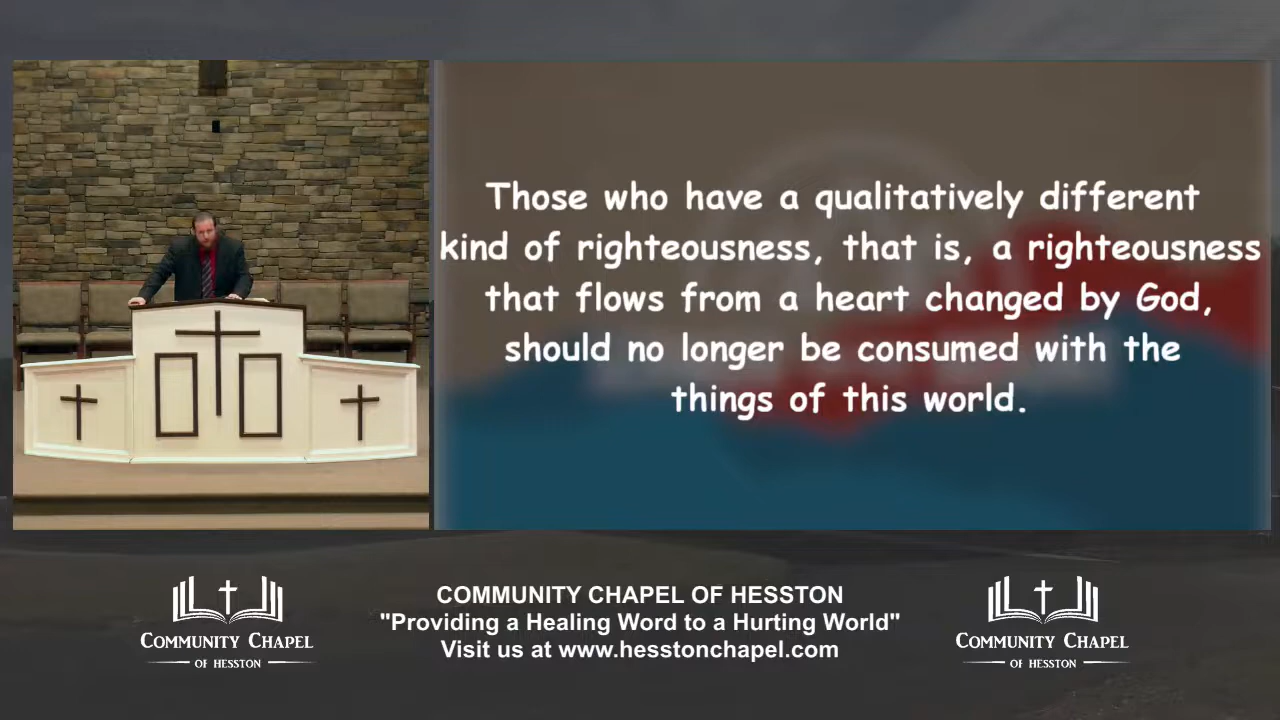 Those who have a qualitatively different
kind of righteousness, that is, a righteousness
that flows from a heart changed by God,
should no longer be consumed with the
things of this world.
COMMUNITY CHAPEL
OF HESSTON
COMMUNITY CHAPEL OF HESSTON
"Providing a Healing Word to a Hurting World"
Visit us at www.hesstonchapel.com
COMMUNITY CHAPEL
OF HESSTON